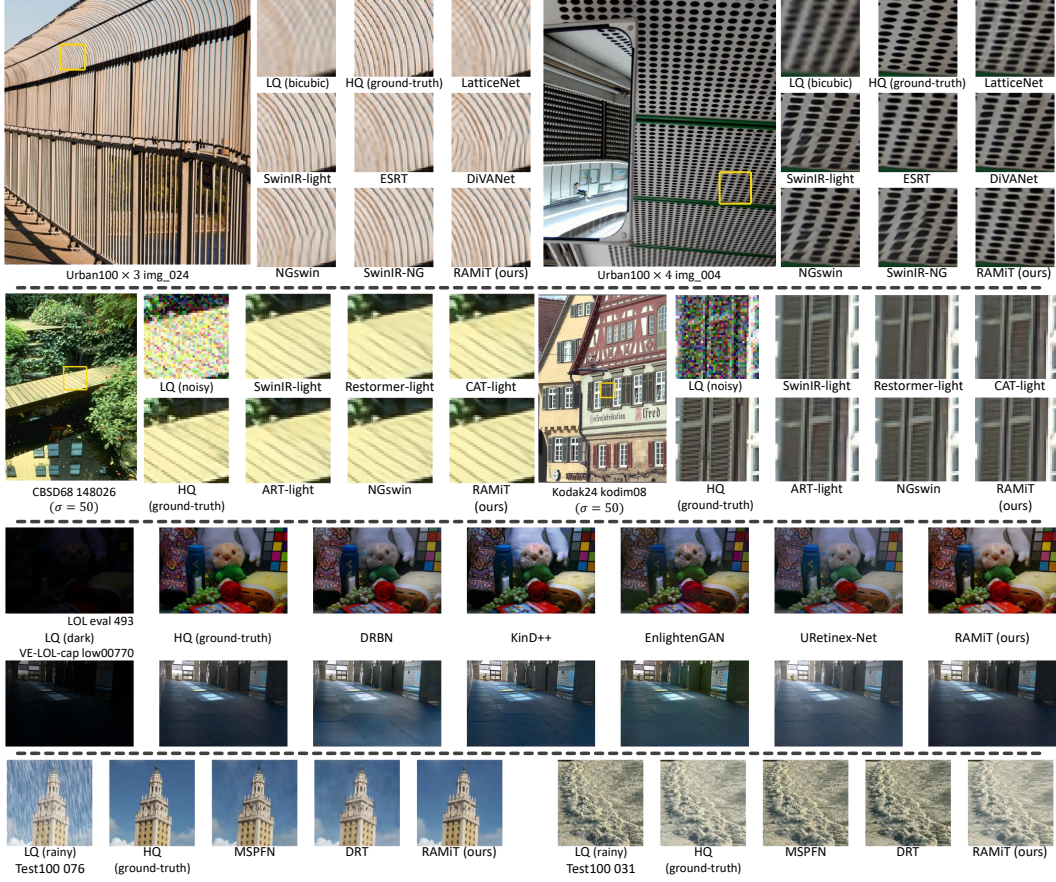 LQ (bicubic)
HQ (ground-truth)
LatticeNet
SwinIR-light
ESRT
DiVANet
NGswin
SwinIR-NG
RAMiT (ours)
Urban100 × 3 img_024
LQ (bicubic)
HQ (ground-truth)
LatticeNet
SwinIR-light
ESRT
DiVANet
NGswin
SwinIR-NG
RAMiT (ours)
Urban100 × 4 img_004
LQ (noisy)
SwinIR-light
Restormer-light
CAT-light
CBSD68 148026
(σ = 50)
HQ
(ground-truth)
ART-light
NGswin
RAMiT
(ours)
Alfred
LQ (noisy)
SwinIR-light
Restormer-light
CAT-light
Kodak24 kodim08
(σ = 50)
HQ
(ground-truth)
ART-light
NGswin
RAMiT
(ours)
LOL eval 493
LQ (dark)
VE-LOL-cap low00770
HQ (ground-truth)
DRBN
KinD++
EnlightenGAN
URetinex-Net
RAMiT (ours)
LQ (rainy)
Test100 076
HQ
(ground-truth)
MSPFN
DRT
RAMiT (ours)
LQ (rainy)
Test100 031
HQ
(ground-truth)
MSPFN
DRT
RAMiT (ours)